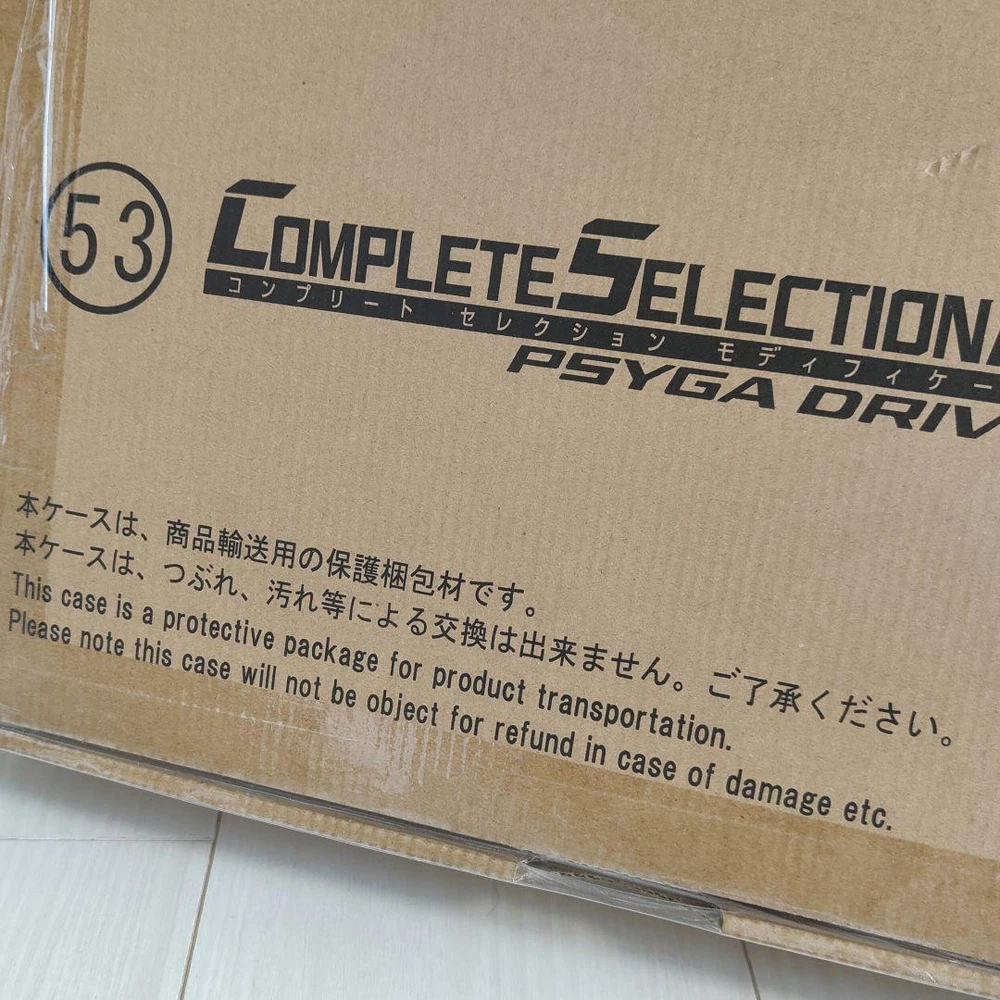 53
COMPLETE SELECTION
コンプリート セレクション モディフィケー
PSYGA DRIV
本ケースは、商品輸送用の保護梱包材です。
本ケースは、つぶれ、汚れ等による交換は出来ません。ご了承ください。
This case is a protective package for product transportation.
Please note this case will not be object for refund in case of damage etc.